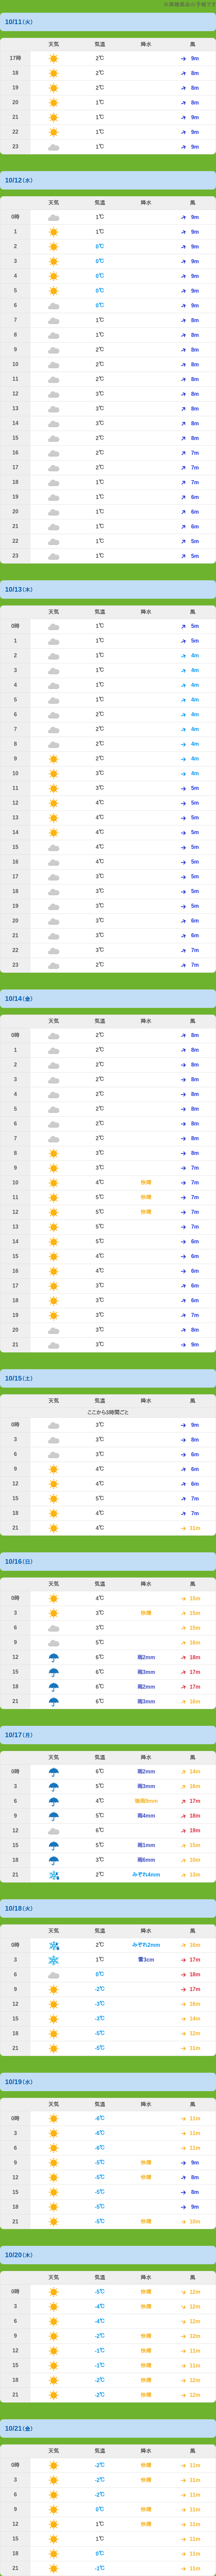 10/11(火)
天気 気温 降水 風
17時 2℃ 9m
18 2℃ 8m
19 2℃ 8m
20 1℃ 8m
21 1℃ 9m
22 1℃ 9m
23 1℃ 9m
10/12(水)
天気 気温 降水 風
0時 1℃ 9m
1 1℃ 9m
2 0℃ 9m
3 0℃ 9m
4 0℃ 9m
5 0℃ 9m
6 0℃ 9m
7 1℃ 8m
8 1℃ 8m
9 2℃ 8m
10 2℃ 8m
11 2℃ 8m
12 3℃ 8m
13 3℃ 8m
14 3℃ 8m
15 2℃ 8m
16 2℃ 7m
17 2℃ 7m
18 1℃ 7m
19 1℃ 6m
20 1℃ 6m
21 1℃ 6m
22 1℃ 5m
23 1℃ 5m
10/13(木)
天気 気温 降水 風
0時 1℃ 5m
1 1℃ 5m
2 1℃ 4m
3 1℃ 4m
4 1℃ 4m
5 1℃ 4m
6 2℃ 4m
7 2℃ 4m
8 2℃ 4m
9 2℃ 4m
10 3℃ 4m
11 3℃ 5m
12 4℃ 5m
13 4℃ 5m
14 4℃ 5m
15 4℃ 5m
16 4℃ 5m
17 3℃ 5m
18 3℃ 5m
19 3℃ 5m
20 3℃ 6m
21 3℃ 6m
22 3℃ 7m
23 2℃ 7m
10/14(金)
天気 気温 降水 風
0時 2℃ 8m
1 2℃ 8m
2 2℃ 8m
3 2℃ 8m
4 2℃ 8m
5 2℃ 8m
6 2℃ 8m
7 2℃ 8m
8 3℃ 8m
9 3℃ 7m
10 4℃ 快晴 7m
11 5℃ 快晴 7m
12 5℃ 快晴 7m
13 5℃ 7m
14 5℃ 6m
15 4℃ 6m
16 4℃ 6m
17 3℃ 6m
18 3℃ 6m
19 3℃ 7m
20 3℃ 8m
21 3℃ 9m
10/15(土)
天気 気温 降水 風
ここから3時間ごと
0時 3℃ 9m
3 3℃ 8m
6 3℃ 6m
9 4℃ 6m
12 4℃ 6m
15 5℃ 7m
18 4℃ 7m
21 4℃ 11m
10/16(日)
天気 気温 降水 風
0時 4℃ 15m
3 3℃ 快晴 15m
6 3℃ 15m
9 5℃ 16m
12 6℃ 雨2mm 18m
15 6℃ 雨3mm 17m
18 6℃ 雨2mm 17m
21 6℃ 雨3mm 16m
10/17(月)
天気 気温 降水 風
0時 6℃ 雨2mm 14m
3 5℃ 雨3mm 16m
6 4℃ 強雨5mm 17m
9 5℃ 雨4mm 18m
12 6℃ 19m
15 5℃ 雨1mm 15m
18 3℃ 雨6mm 10m
21 2℃ みぞれ4mm 13m
10/18(火)
天気 気温 降水 風
0時 2℃ みぞれ2mm 16m
3 1℃ 雪3cm 17m
6 0℃ 18m
9 -2℃ 17m
12 -3℃ 16m
15 -3℃ 14m
18 -5℃ 12m
21 -5℃ 11m
10/19(水)
天気 気温 降水 風
0時 -6℃ 11m
3 -6℃ 11m
6 -6℃ 11m
9 -5℃ 快晴 9m
12 -5℃ 快晴 8m
15 -5℃ 8m
18 -5℃ 9m
21 -5℃ 快晴 10m
10/20(木)
天気 気温 降水 風
0時 -5℃ 快晴 12m
3 -4℃ 快晴 12m
6 -4℃ 12m
9 -2℃ 快晴 12m
12 -1℃ 快晴 11m
15 -1℃ 快晴 11m
18 -2℃ 快晴 12m
21 -2℃ 快晴 12m
10/21(金)
天気 気温 降水 風
0時 -2℃ 快晴 11m
3 -2℃ 快晴 11m
6 -2℃ 11m
9 0℃ 快晴 11m
12 1℃ 快晴 11m
15 1℃ 11m
18 0℃ 11m
21 -1℃ 11m